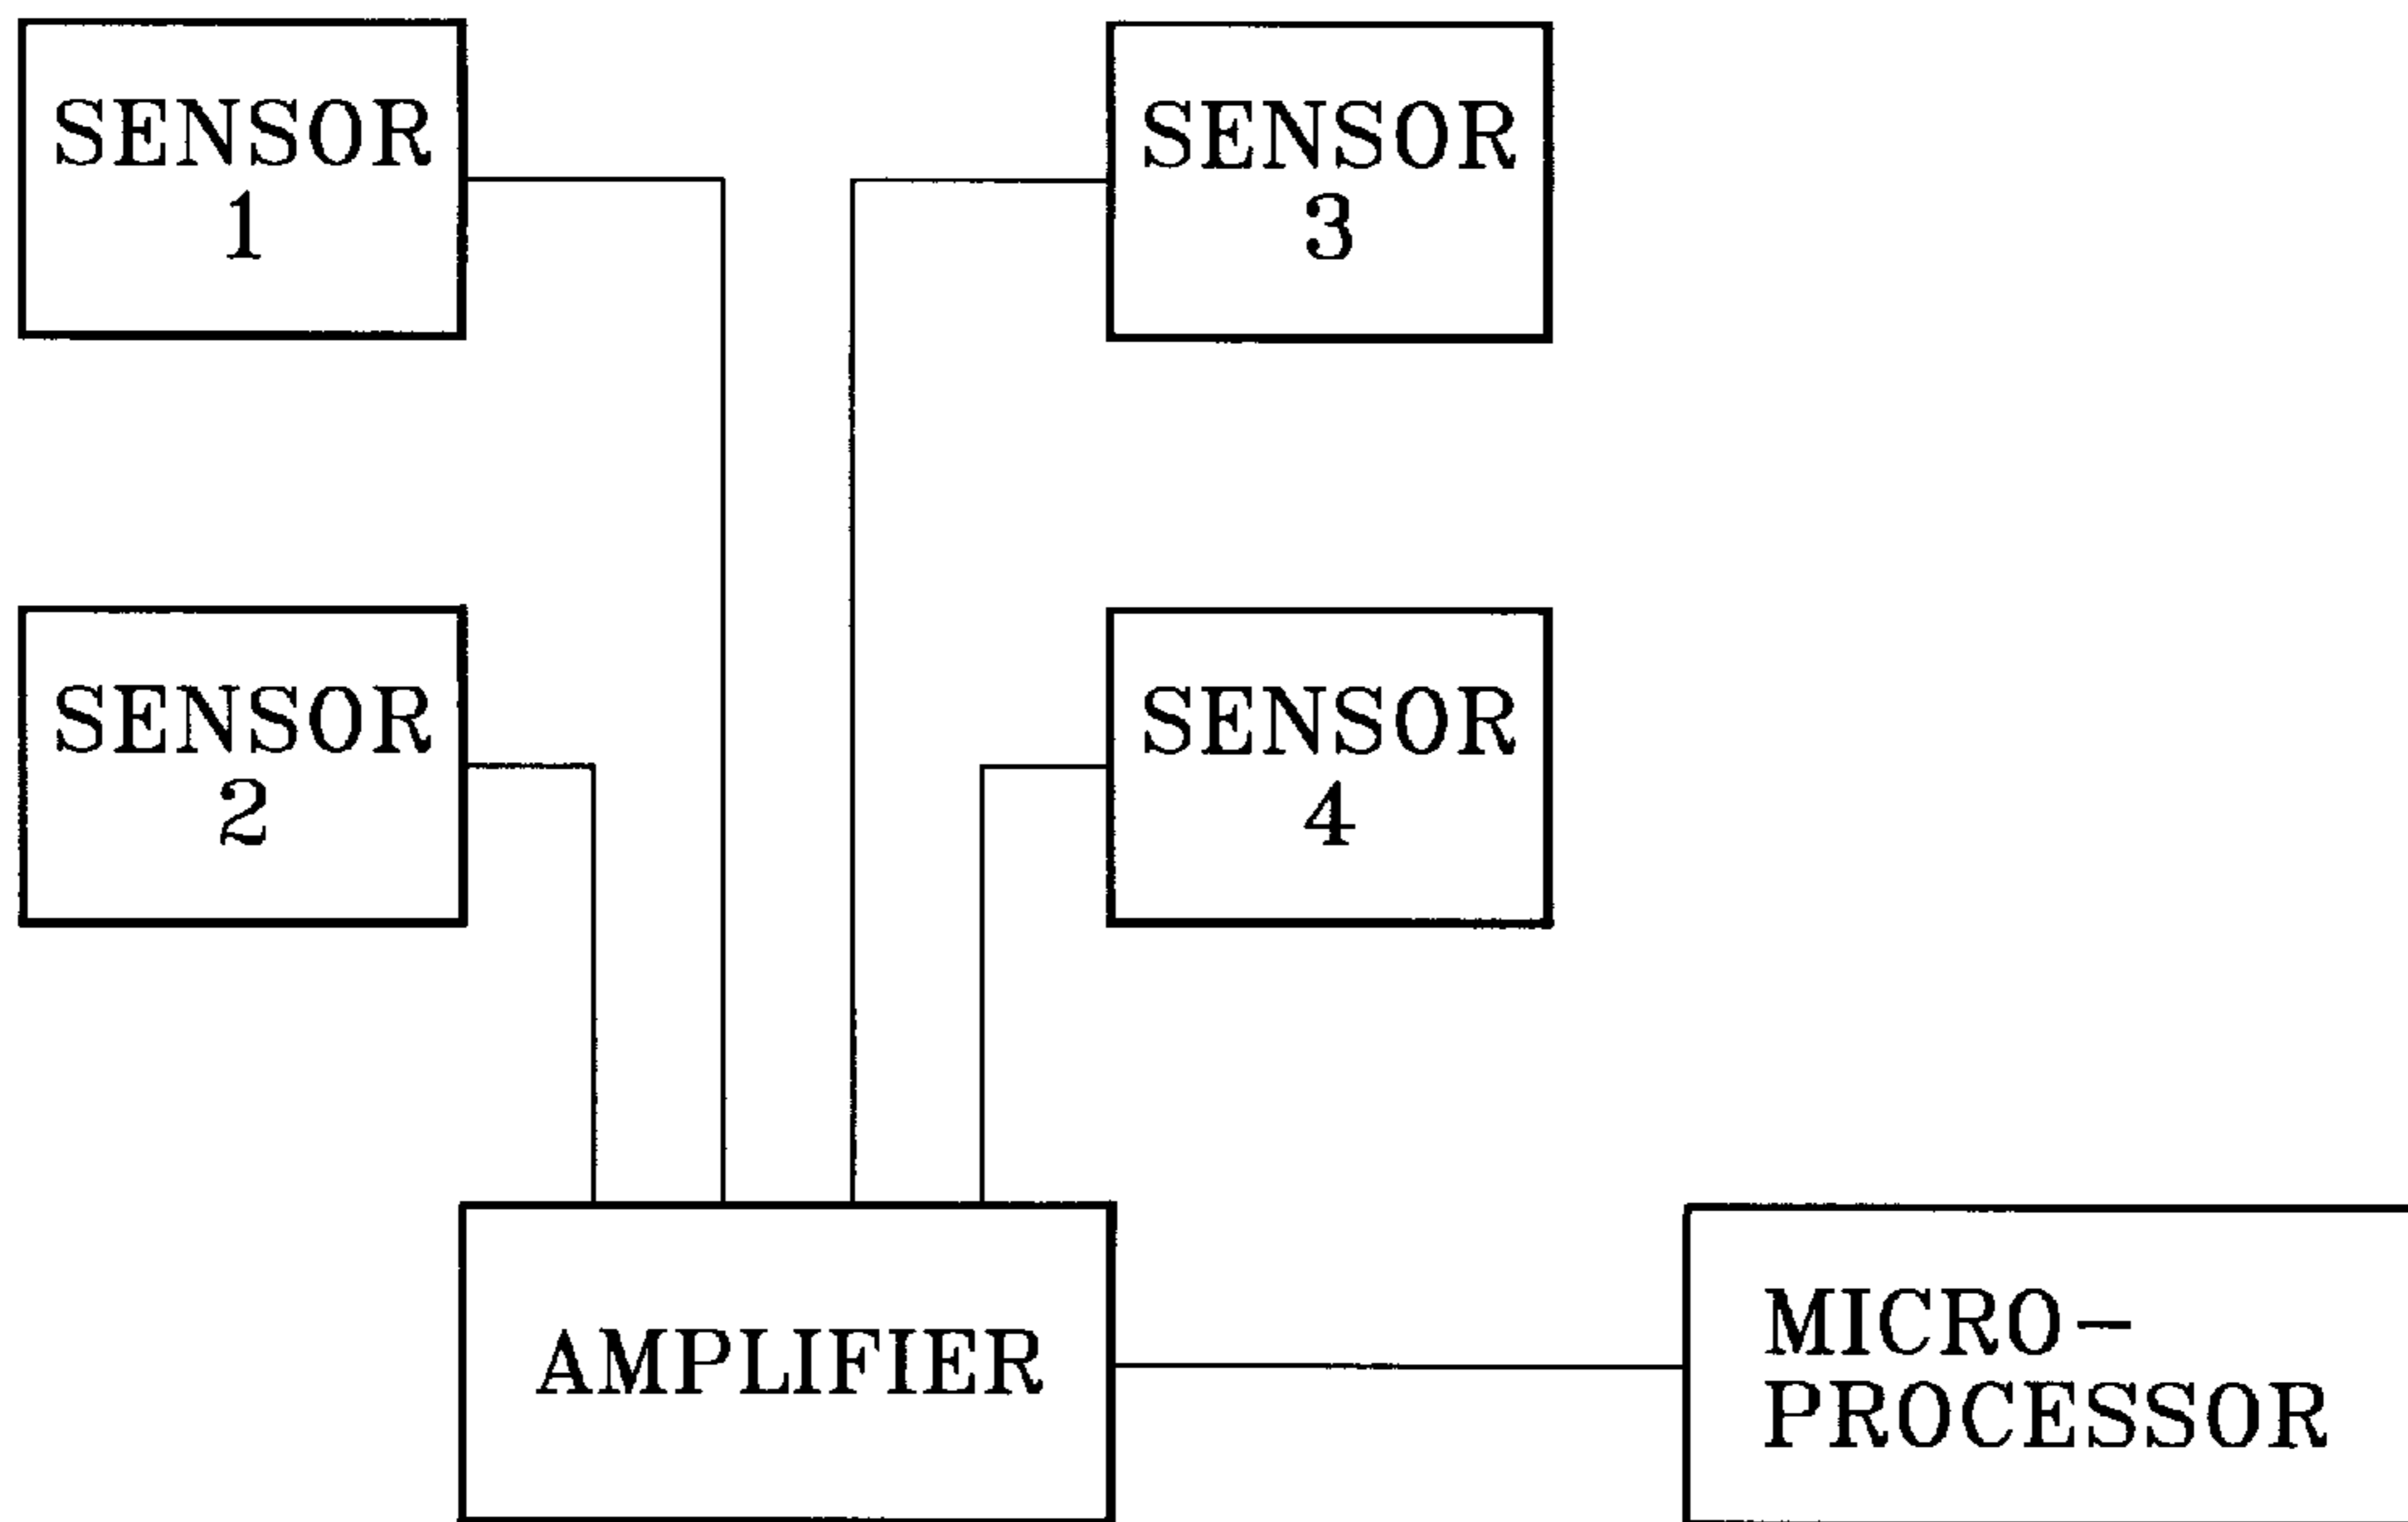 SENSOR
1
SENSOR
3
SENSOR
2
SENSOR
4
AMPLIFIER
MICRO-
PROCESSOR